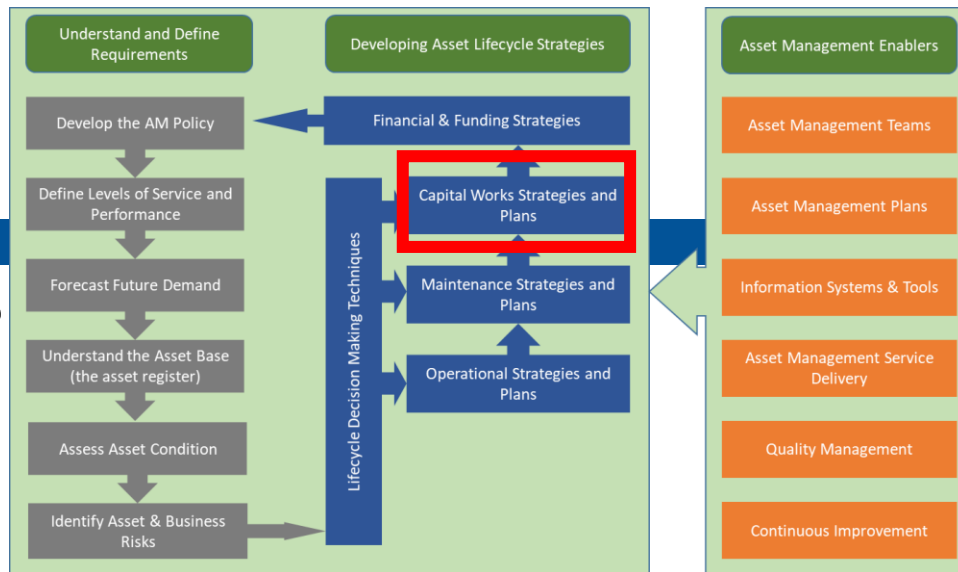 Understand and Define
Requirements
Develop the AM Policy
Define Levels of Service and
Performance
Forecast Future Demand
Understand the Asset Base
(the asset register)
Assess Asset Condition
Identify Asset & Business
Risks
Developing Asset Lifecycle Strategies
Financial & Funding Strategies
Capital Works Strategies and
Plans
Maintenance Strategies and
Plans
Operational Strategies and
Plans
Lifecycle Decision Making Techniques
Asset Management Enablers
Asset Management Teams
Asset Management Plans
Information Systems & Tools
Asset Management Service
Delivery
Quality Management
Continuous Improvement